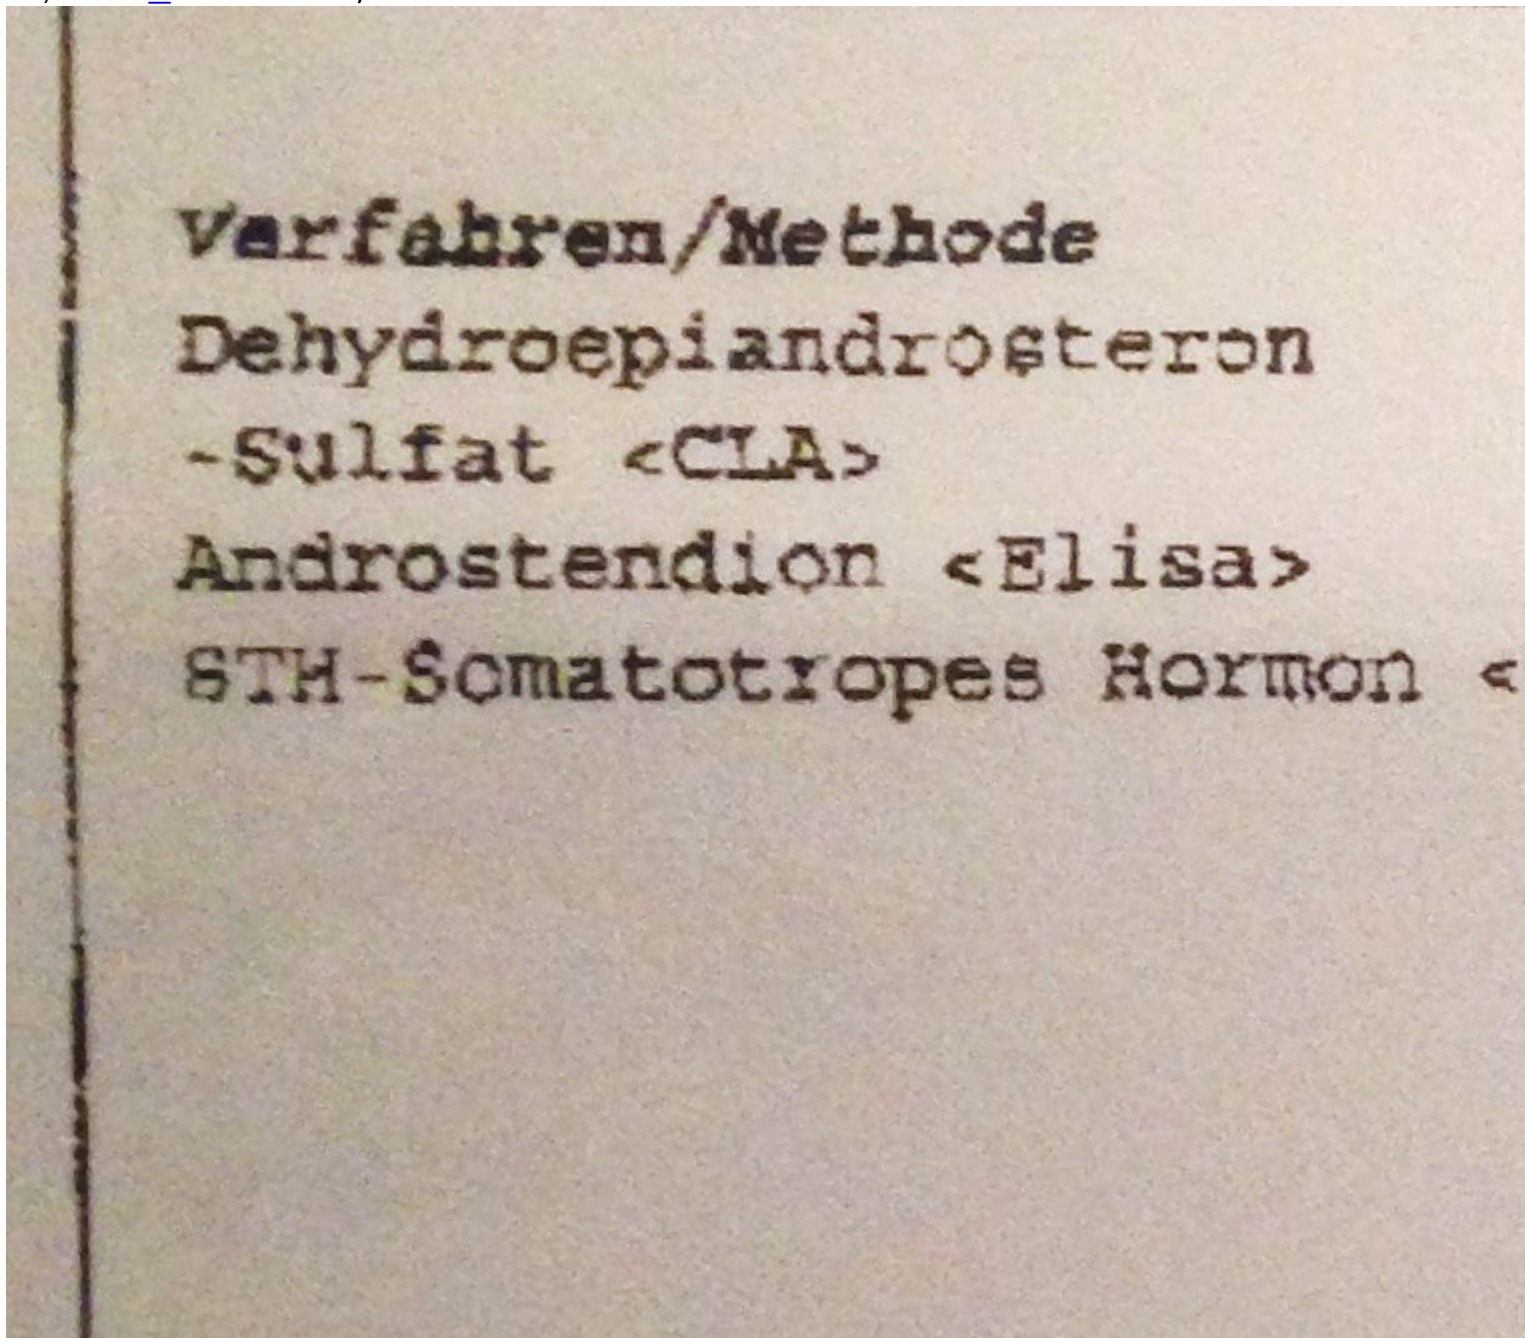 Verfahren/Methode
Dehydroepiandrosteron
-Sulfat <CLA>
Androstendion <Elisa>
STH-Somatotropes Hormon <